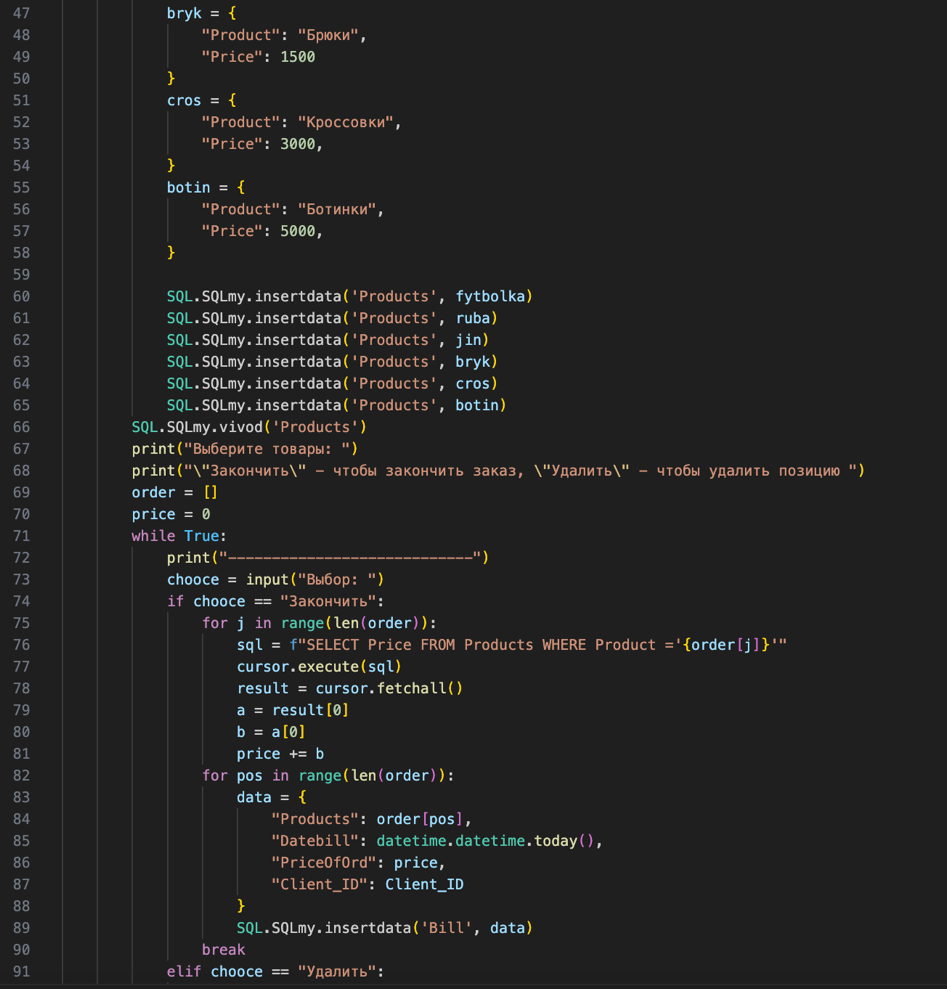 47 bryk = {
48 "Product": "Брюки",
49 "Price": 1500
50 }
51 cros = {
52 "Product": "Кроссовки",
53 "Price": 3000,
54 }
55 botin = {
56 "Product": "Ботинки",
57 "Price": 5000,
58 }
59
60 SQL.SQLmy.insertdata('Products', fytbolka)
61 SQL.SQLmy.insertdata('Products', ruba)
62 SQL.SQLmy.insertdata('Products', jin)
63 SQL.SQLmy.insertdata('Products', bryk)
64 SQL.SQLmy.insertdata('Products', cros)
65 SQL.SQLmy.insertdata('Products', botin)
66 SQL.SQLmy.vivod('Products')
67 print("Выберите товары: ")
68 print("\"Закончить\" - чтобы закончить заказ, \"Удалить\" - чтобы удалить позицию ")
69 order = []
70 price = 0
71 while True:
72 print("----------------------------")
73 chooce = input("Выбор: ")
74 if chooce == "Закончить":
75 for j in range(len(order)):
76 sql = f"SELECT Price FROM Products WHERE Product ='{order[j]}'"
77 cursor.execute(sql)
78 result = cursor.fetchall()
79 a = result[0]
80 b = a[0]
81 price += b
82 for pos in range(len(order)):
83 data = {
84 "Products": order[pos],
85 "Datebill": datetime.datetime.today(),
86 "PriceOfOrd": price,
87 "Client_ID": Client_ID
88 }
89 SQL.SQLmy.insertdata('Bill', data)
90 break
91 elif chooce == "Удалить":